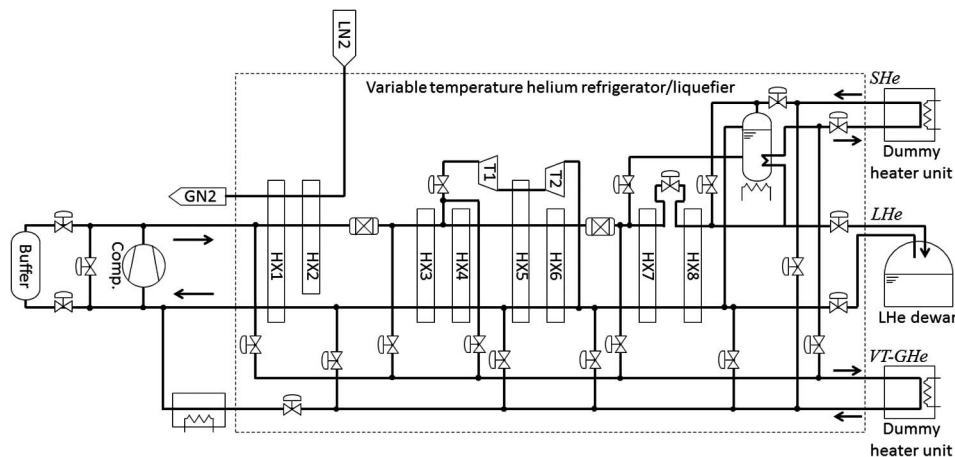 LN2
Variable temperature helium refrigerator/liquefier
SHe
Dummy
heater unit
GN2
T1
T2
LHe
Buffer
Comp.
HX1
HX2
HX3
HX4
HX5
HX6
HX7
HX8
LHe dewar
VT-GHe
Dummy
heater unit